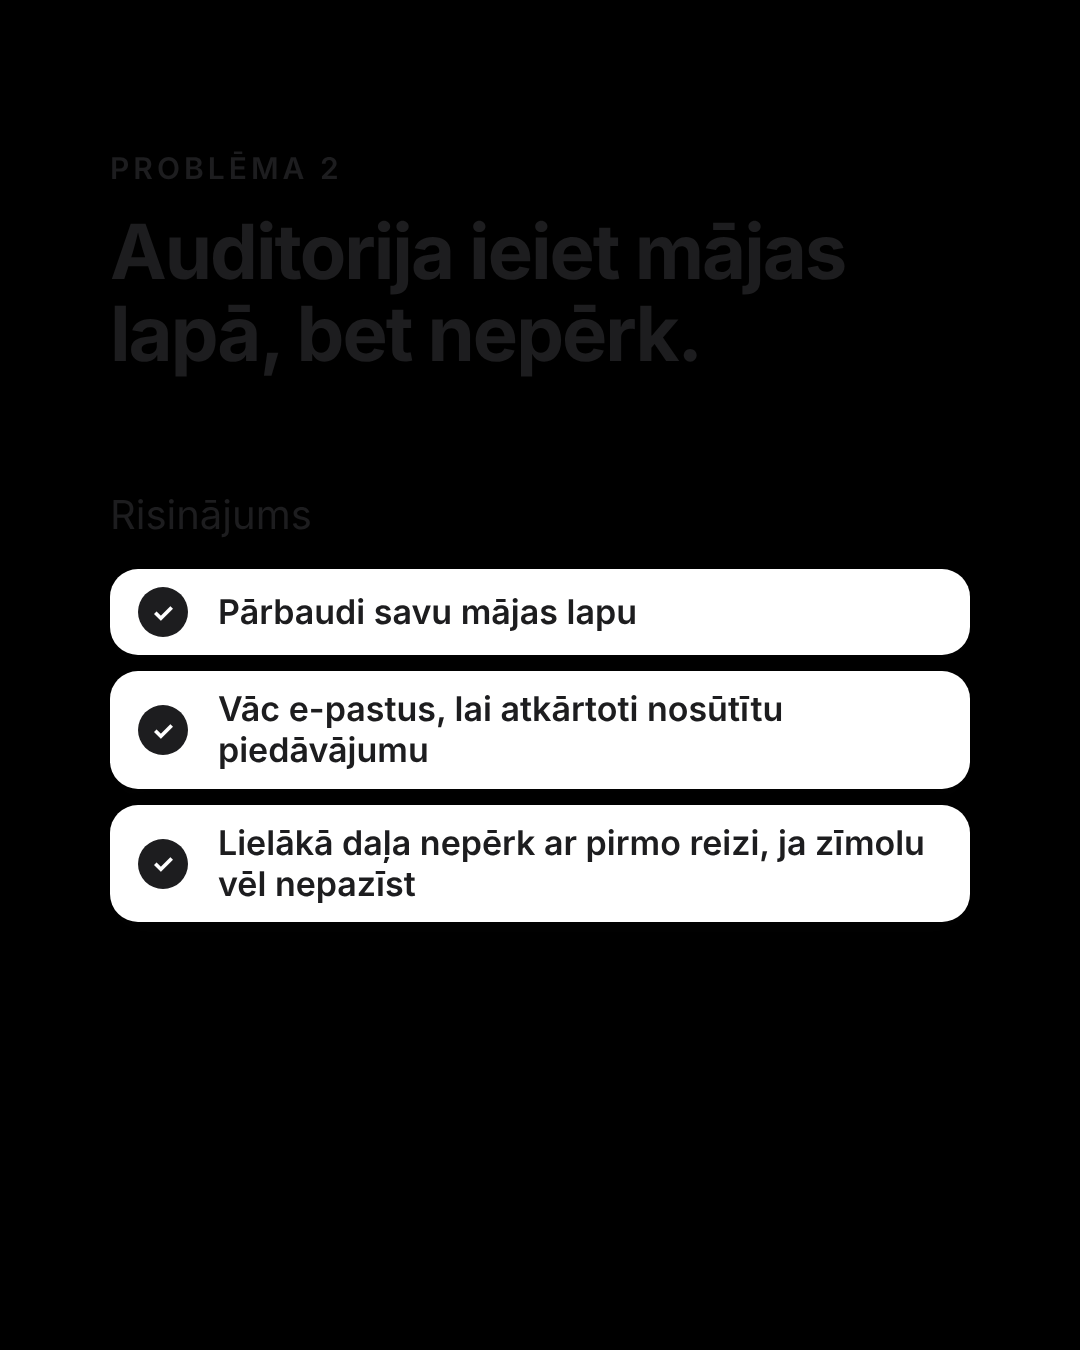 PROBLĒMA 2
Auditorija ieiet mājas
lapā, bet nepērk.
Risinājums
Pārbaudi savu mājas lapu
Vāc e-pastus, lai atkārtoti nosūtītu
piedāvājumu
Lielākā daļa nepērk ar pirmo reizi, ja zīmolu
vēl nepazīst